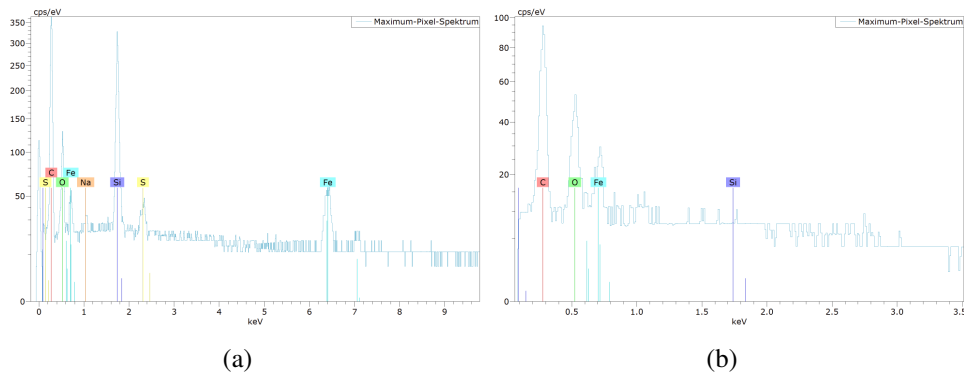 cps/eV
Maximum-Pixel-Spektrum
350
300
250
200
150
100
50
0
S
C
O
Fe
Na
Si
S
Fe
0 1 2 3 4 5 6 7 8 9
keV
(a)
cps/eV
Maximum-Pixel-Spektrum
100
80
60
40
20
0
C
O
Fe
Si
0.5 1.0 1.5 2.0 2.5 3.0 3.5
keV
(b)